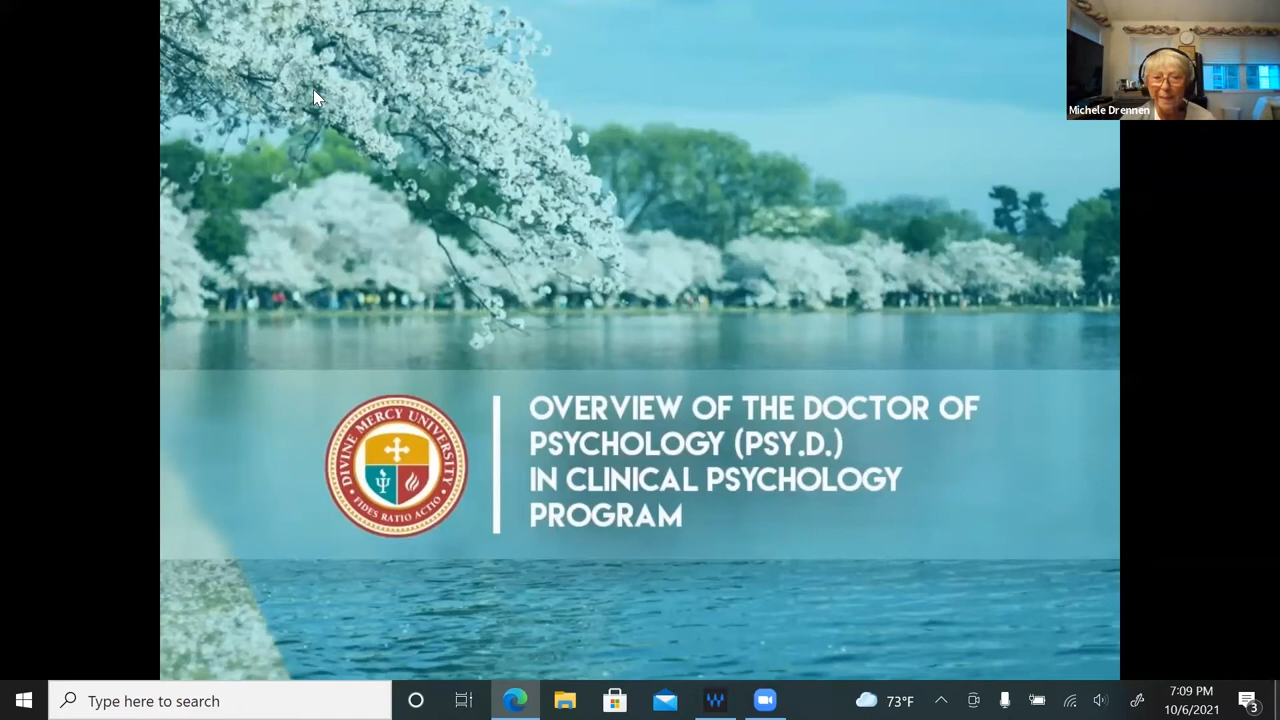 Michele Drennen
DIVINE MERCY UNIVERSITY
FIDES RATIO ACTIO
OVERVIEW OF THE DOCTOR OF
PSYCHOLOGY (PSY.D.)
IN CLINICAL PSYCHOLOGY
PROGRAM
Type here to search
73°F
7:09 PM
10/6/2021
3